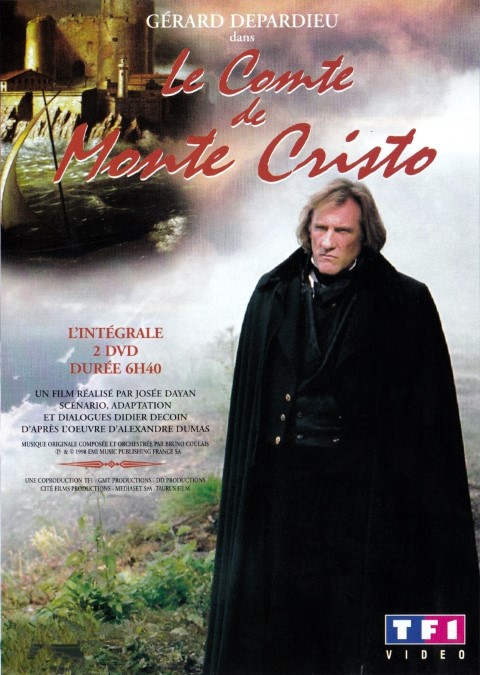 GÉRARD DEPARDIEU
dans
Le Comte
de
Monte Cristo
L'INTÉGRALE
2 DVD
DURÉE 6H40
UN FILM RÉALISÉ PAR JOSÉE DAYAN
SCÉNARIO, ADAPTATION
ET DIALOGUES DIDIER DECOIN
D'APRÈS L'OEUVRE D'ALEXANDRE DUMAS
MUSIQUE ORIGINALE COMPOSÉE ET ORCHESTRÉE PAR BRUNO COULAIS
℗ & © 1998 EMI MUSIC PUBLISHING FRANCE SA
UNE COPRODUCTION TF1 - GMT PRODUCTIONS - DD PRODUCTIONS
CITÉ FILMS PRODUCTIONS - MEDIASET SPA - TAURUS FILM
TF1
VIDEO